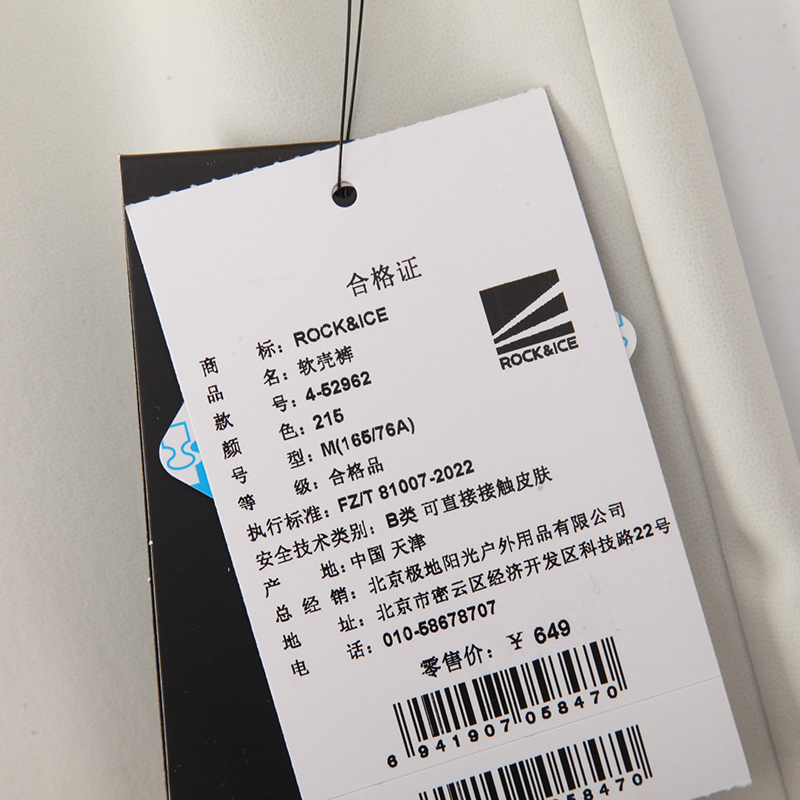 合格证
ROCK&ICE
商 标: ROCK&ICE
品 名: 软壳裤
款 号: 4-52962
颜 色: 215
号 型: M(165/76A)
等 级: 合格品
执行标准: FZ/T 81007-2022
安全技术类别: B类 可直接接触皮肤
产 地: 中国 天津
总 经 销: 北京极地阳光户外用品有限公司
地 址: 北京市密云区经济开发区科技路22号
电 话: 010-58678707
零售价: ¥ 649
6 941907 058470
058470